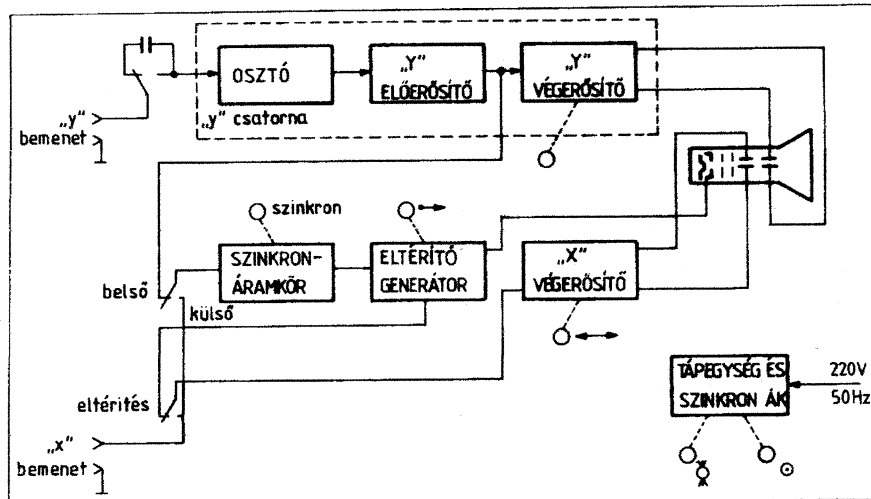 OSZTÓ
„Y”
ELŐERŐSÍTŐ
„Y”
VÉGERŐSÍTŐ
„y” csatorna
„y”
bemenet
szinkron
SZINKRON-
ÁRAMKÖR
ELTÉRÍTŐ
GENERÁTOR
„X”
VÉGERŐSÍTŐ
belső
külső
eltérítés
„x”
bemenet
TÁPEGYSÉG ÉS
SZINKRON ÁK
220V
50Hz